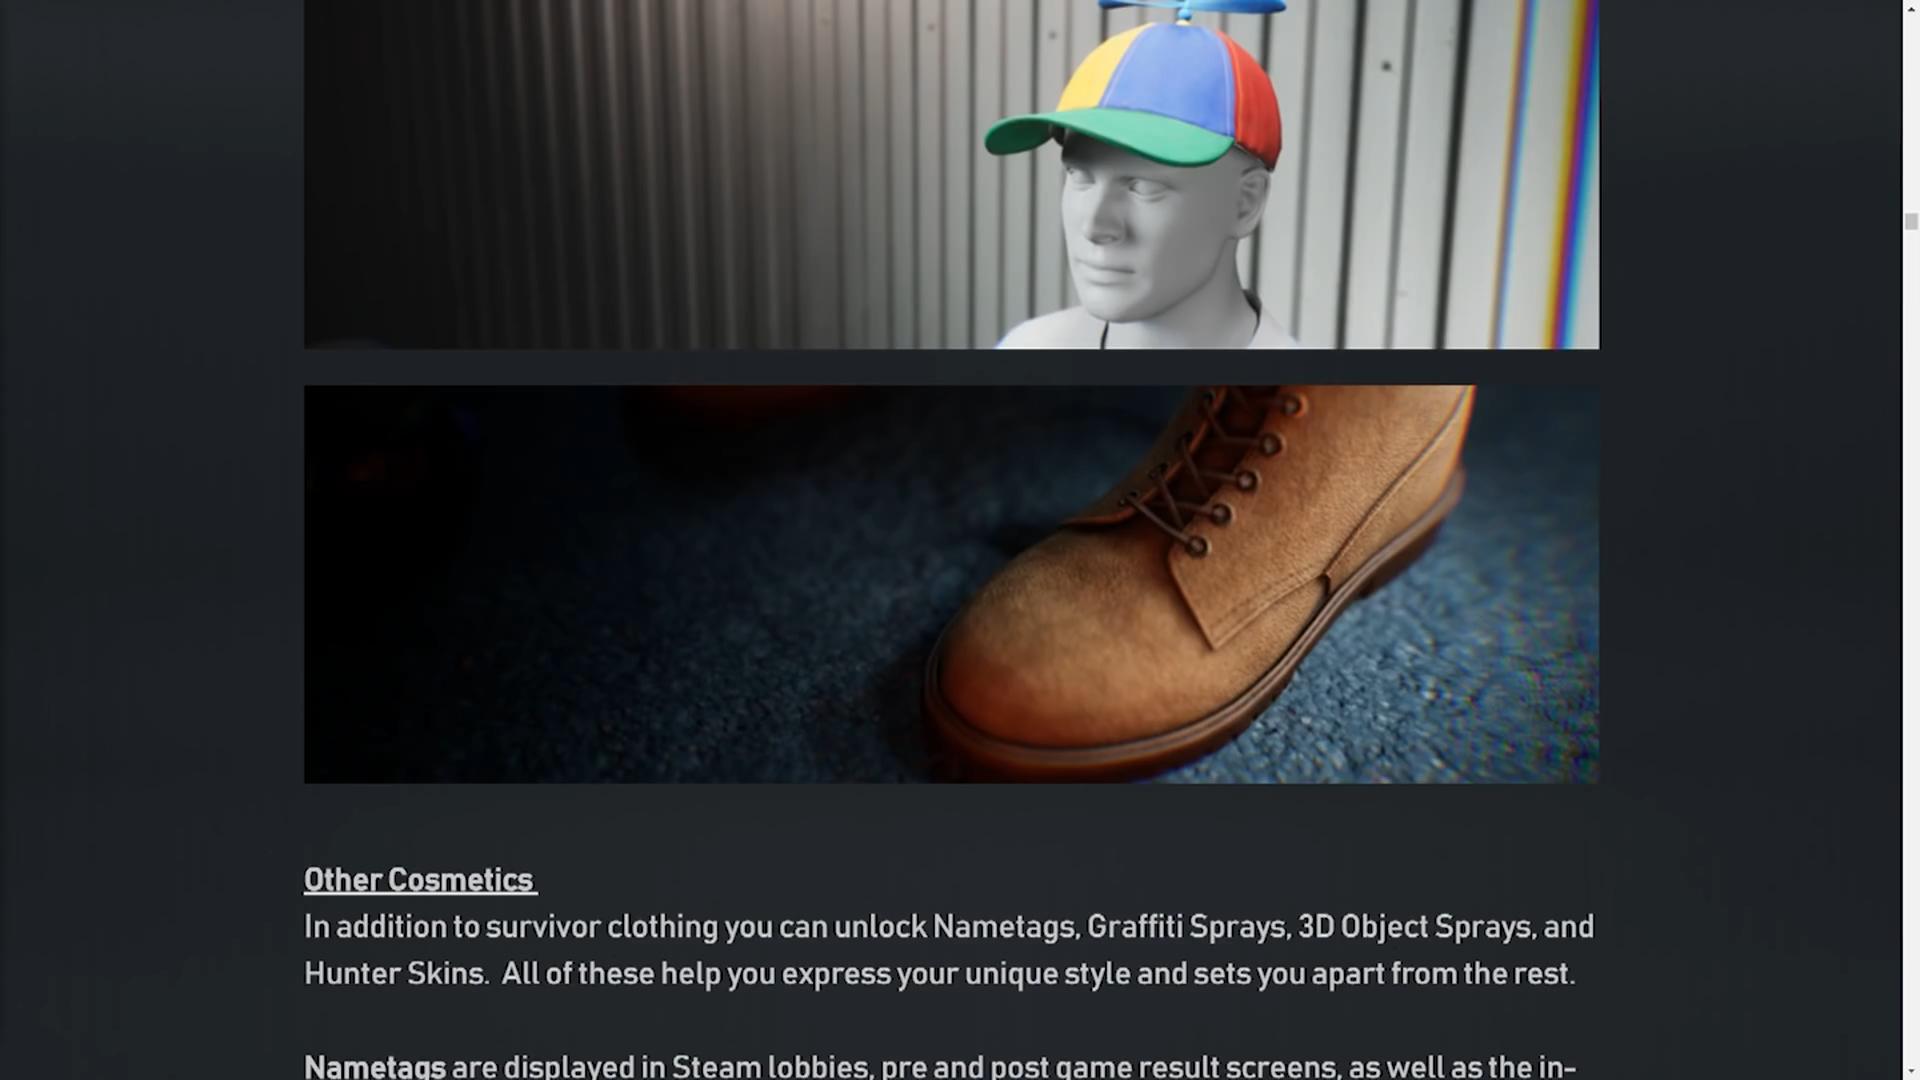 Other Cosmetics
In addition to survivor clothing you can unlock Nametags, Graffiti Sprays, 3D Object Sprays, and
Hunter Skins.  All of these help you express your unique style and sets you apart from the rest.
Nametags are displayed in Steam lobbies, pre and post game result screens, as well as the in-